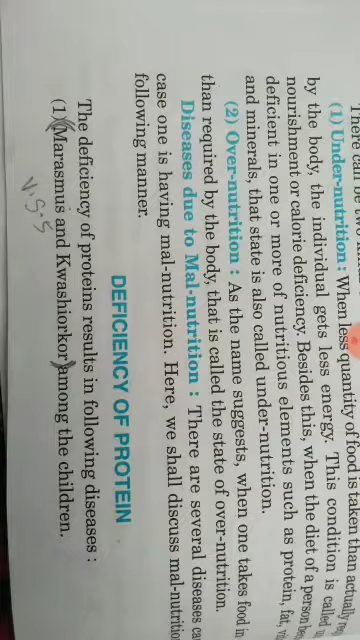 There can be two
(1) Under-nutrition : When less quantity of food is taken than actually
by the body, the individual gets less energy. This condition is called
nourishment or calorie deficiency. Besides this, when the diet of a person
deficient in one or more of nutritious elements such as protein, fat,
and minerals, that state is also called under-nutrition.
(2) Over-nutrition : As the name suggests, when one takes food in
than required by the body, that is called the state of over-nutrition.
Diseases due to Mal-nutrition : There are several diseases ca
case one is having mal-nutrition. Here, we shall discuss mal-nutritio
following manner.
DEFICIENCY OF PROTEIN
The deficiency of proteins results in following diseases :
(1) (Marasmus and Kwashiorkor) among the children.
V.S.S